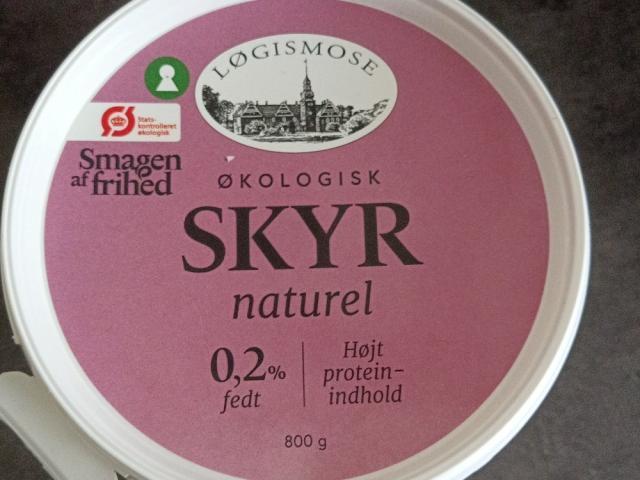 LØGISMOSE
Stats-
kontrolleret
økologisk
Smagen
af frihed
ØKOLOGISK
SKYR
naturel
0,2%
fedt
Højt
protein-
indhold
800 g